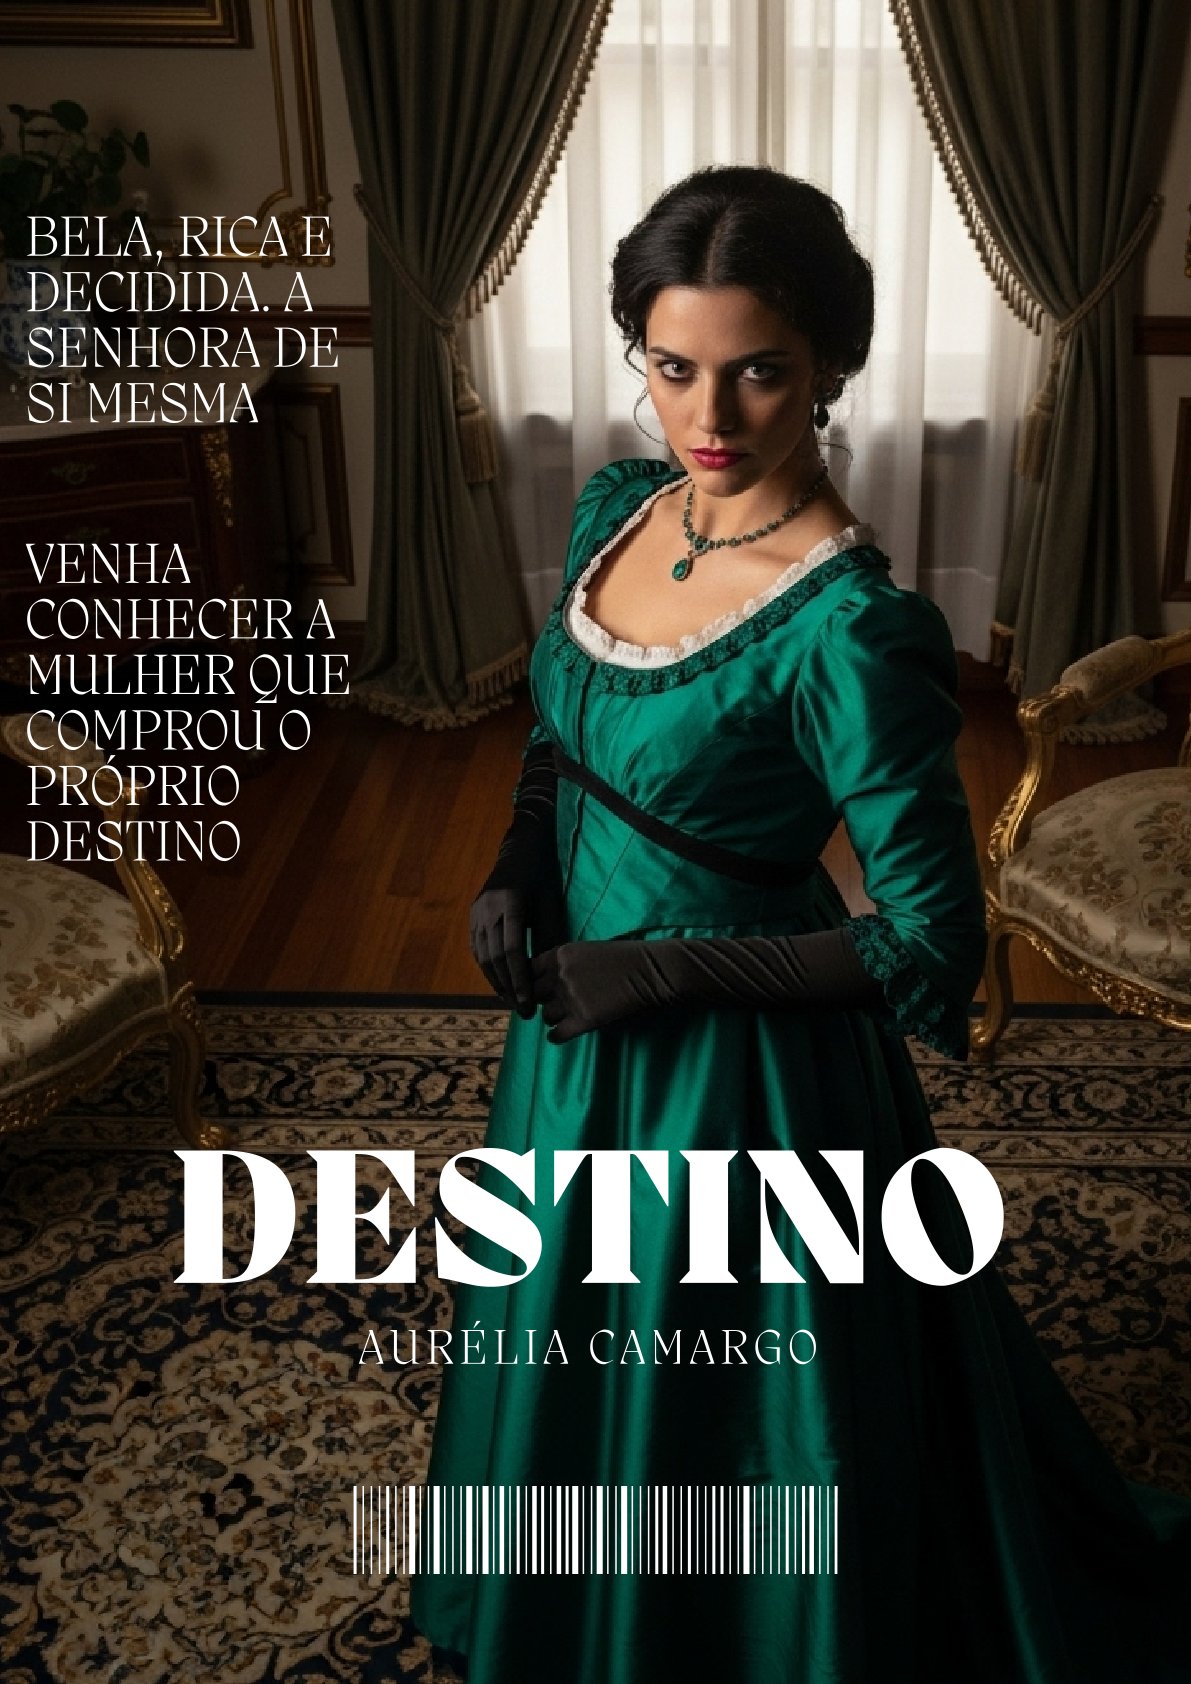 BELA, RICA E
DECIDIDA. A
SENHORA DE
SI MESMA
VENHA
CONHECER A
MULHER QUE
COMPROU O
PRÓPRIO
DESTINO
DESTINO
AURÉLIA CAMARGO